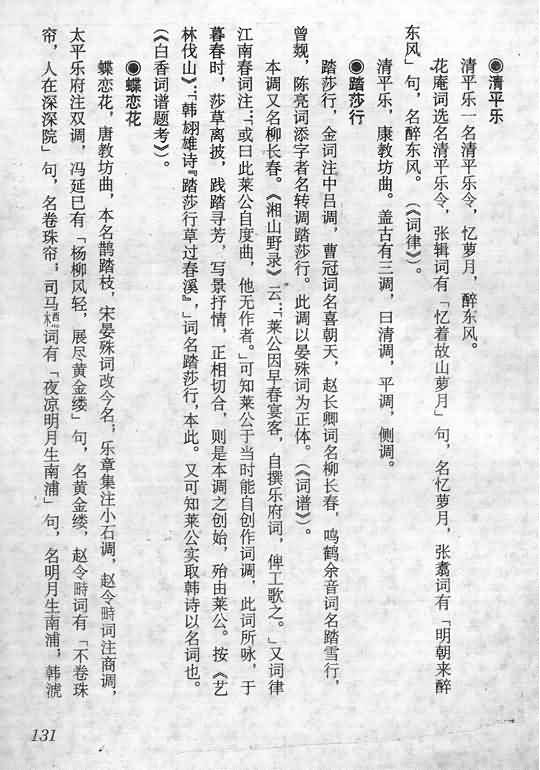 ◉清平乐
清平乐一名清平乐令，忆萝月，醉东风。
花庵词选名清平乐令，张辑词有「忆着故山萝月」句，名忆萝月，张翥词有「明朝来醉
东风」句，名醉东风。（《词律》）。
清平乐，唐教坊曲。盖古有三调，曰清调，平调，侧调。
◉踏莎行
踏莎行，金词注中吕调，曹冠词名喜朝天，赵长卿词名柳长春，鸣鹤余音词名踏雪行，
曾觌，陈亮词添字者名转调踏莎行。此调以晏殊词为正体。（《词谱》）。
本调又名柳长春。《湘山野录》云：「莱公因早春宴客，自撰乐府词，俾工歌之。」又词律
江南春词注：「或曰此莱公自度曲，他无作者。」可知莱公于当时能自创作词调，此词所咏，于
暮春时，莎草离披，践踏寻芳，写景抒情，正相切合，则是本调之创始，殆由莱公。按《艺
林伐山》：「韩翃雄诗『踏莎行草过春溪』，」词名踏莎行，本此。又可知莱公实取韩诗以名词也。
《白香词谱题考》）。
◉蝶恋花
蝶恋花，唐教坊曲，本名鹊踏枝，宋晏殊词改今名；乐章集注小石调，赵令畤词注商调，
太平乐府注双调，冯延巳有「杨柳风轻，展尽黄金缕」句，名黄金缕，赵令畤词有「不卷珠
帘，人在深深院」句，名卷珠帘；司马槱词有「夜凉明月生南浦」句，名明月生南浦，韩淲
131